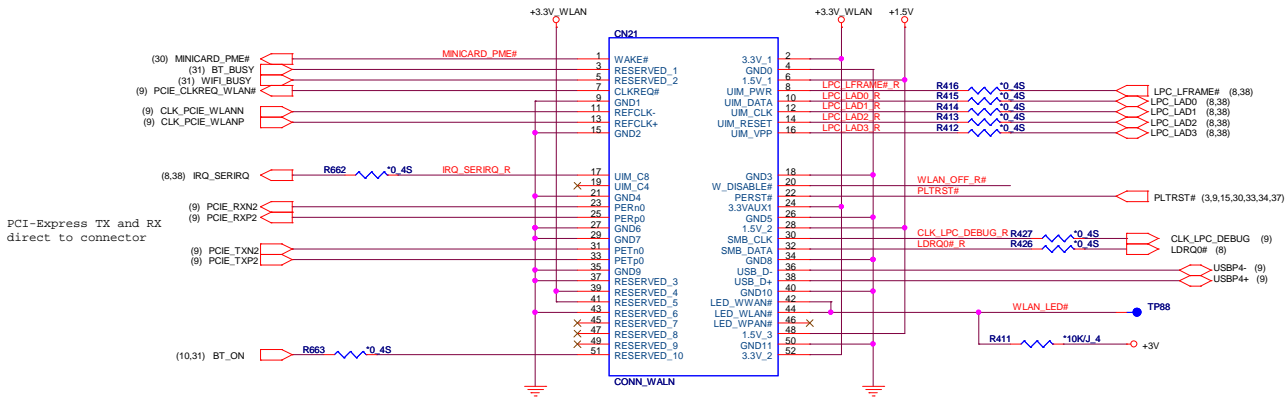 +3.3V_WLAN +3.3V_WLAN +1.5V
CN21
(30) MINICARD_PME# MINICARD_PME# 1 WAKE# 3.3V_1 2
(31) BT_BUSY 3 RESERVED_1 GND0 4
(31) WIFI_BUSY 5 RESERVED_2 1.5V_1 6
(9) PCIE_CLKREQ_WLAN# 7 CLKREQ# UIM_PWR 8 LPC_LFRAME#_R R416 *0_4S LPC_LFRAME# (8,38)
9 GND1 UIM_DATA 10 LPC_LAD0_R R415 *0_4S LPC_LAD0 (8,38)
(9) CLK_PCIE_WLANN 11 REFCLK- UIM_CLK 12 LPC_LAD1_R R414 *0_4S LPC_LAD1 (8,38)
(9) CLK_PCIE_WLANP 13 REFCLK+ UIM_RESET 14 LPC_LAD2_R R413 *0_4S LPC_LAD2 (8,38)
15 GND2 UIM_VPP 16 LPC_LAD3_R R412 *0_4S LPC_LAD3 (8,38)
(8,38) IRQ_SERIRQ R662 *0_4S IRQ_SERIRQ_R 17 UIM_C8 GND3 18
19 UIM_C4 W_DISABLE# 20 WLAN_OFF_R#
21 GND4 PERST# 22 PLTRST# PLTRST# (3,9,15,30,33,34,37)
(9) PCIE_RXN2 23 PERn0 3.3VAUX1 24
(9) PCIE_RXP2 25 PERp0 GND5 26
PCI-Express TX and RX
direct to connector
27 GND6 1.5V_2 28
29 GND7 SMB_CLK 30 CLK_LPC_DEBUG_R R427 *0_4S CLK_LPC_DEBUG (9)
(9) PCIE_TXN2 31 PETn0 SMB_DATA 32 LDRQ0#_R R426 *0_4S LDRQ0# (8)
(9) PCIE_TXP2 33 PETp0 GND8 34
35 GND9 USB_D- 36 USBP4- (9)
37 RESERVED_3 USB_D+ 38 USBP4+ (9)
39 RESERVED_4 GND10 40
41 RESERVED_5 LED_WWAN# 42
43 RESERVED_6 LED_WLAN# 44 WLAN_LED# TP88
45 RESERVED_7 LED_WPAN# 46
47 RESERVED_8 1.5V_3 48
49 RESERVED_9 GND11 50 R411 *10K/J_4 +3V
(10,31) BT_ON R663 *0_4S 51 RESERVED_10 3.3V_2 52
CONN_WALN